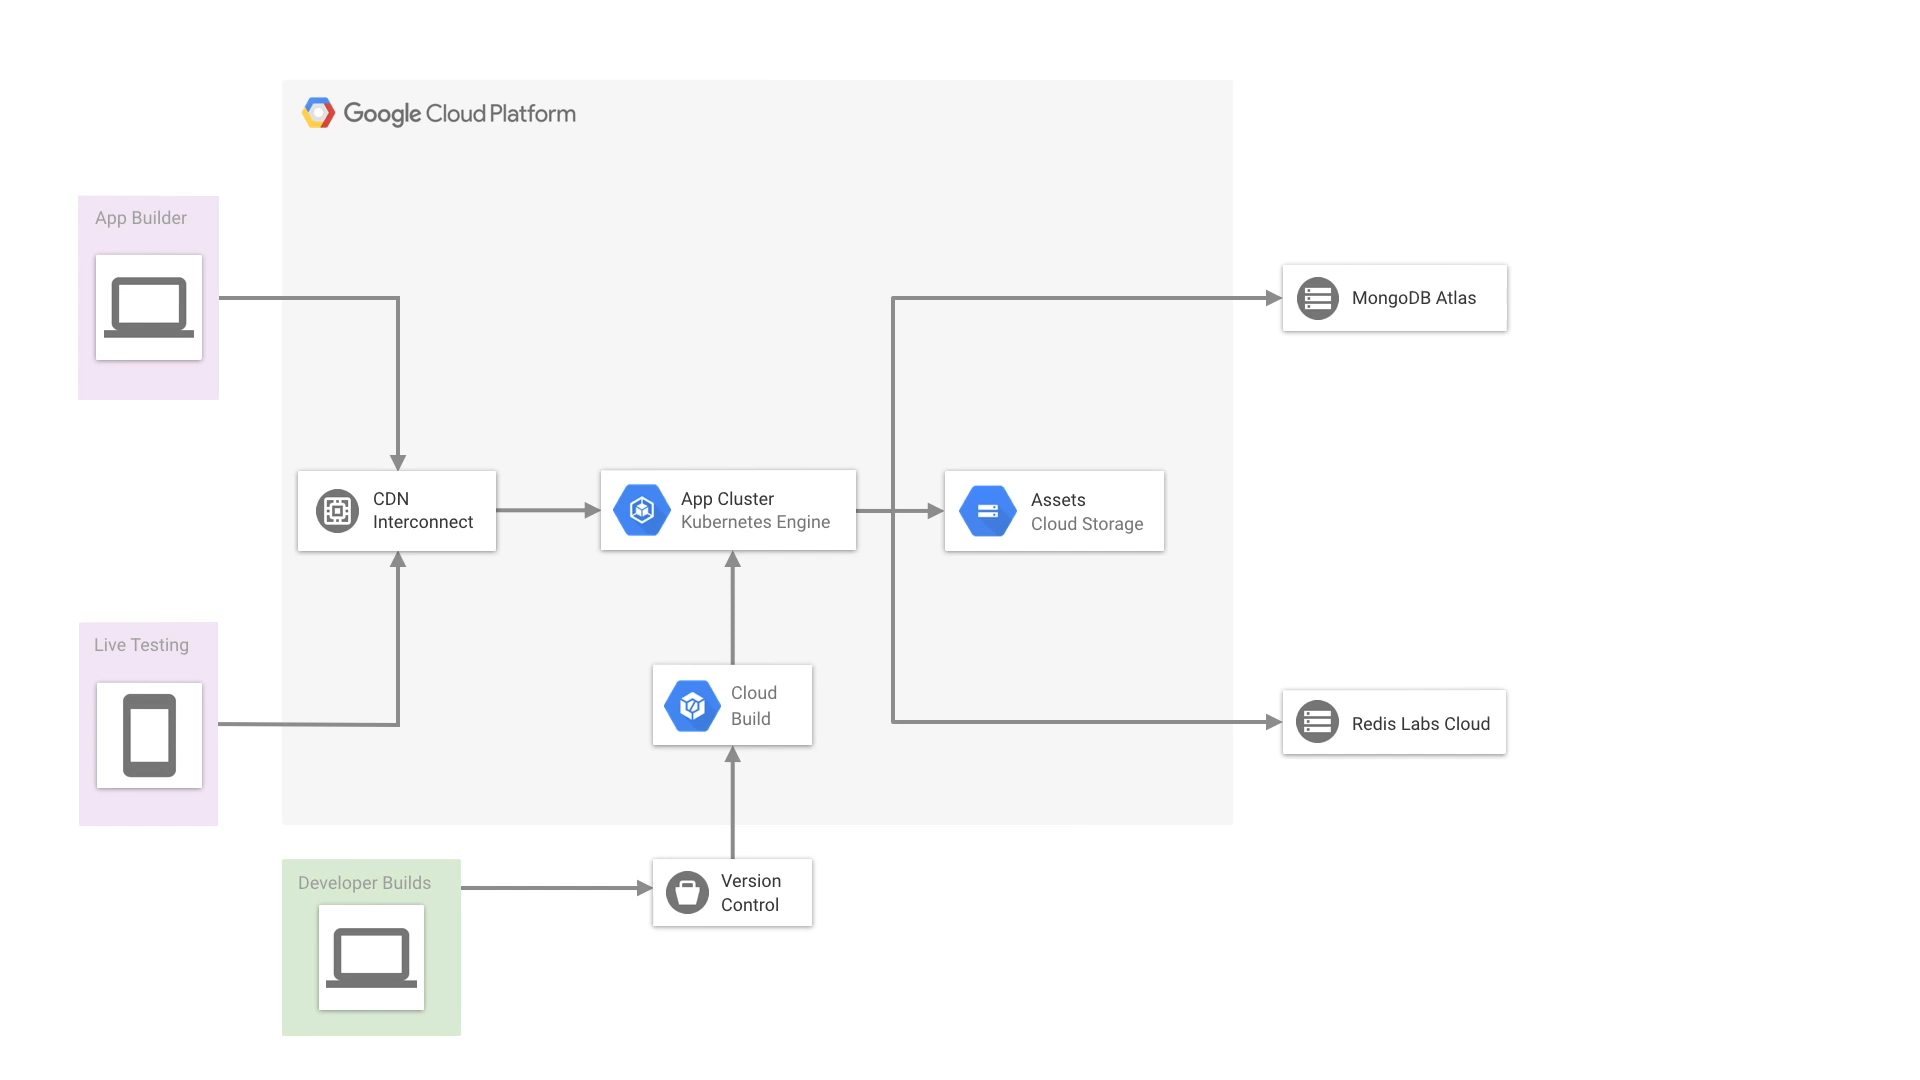 Google Cloud Platform
App Builder
MongoDB Atlas
CDN
Interconnect
App Cluster
Kubernetes Engine
Assets
Cloud Storage
Live Testing
Cloud
Build
Redis Labs Cloud
Developer Builds
Version
Control